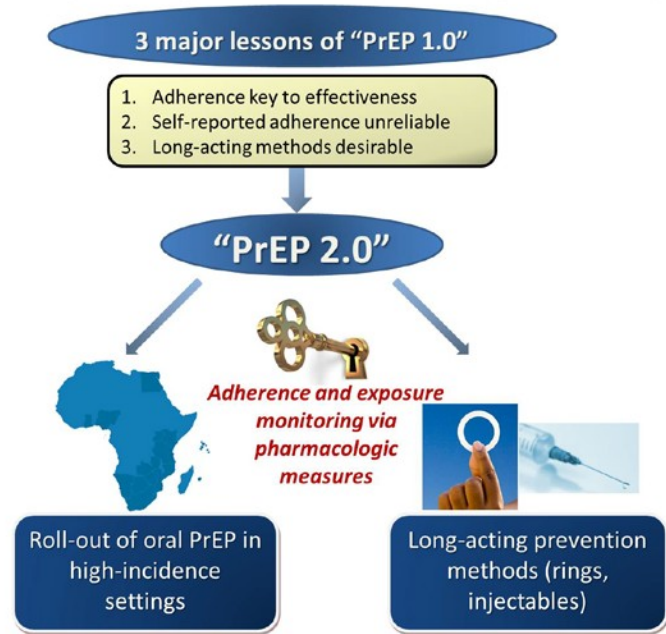 3 major lessons of “PrEP 1.0”
1. Adherence key to effectiveness
2. Self-reported adherence unreliable
3. Long-acting methods desirable
“PrEP 2.0”
Adherence and exposure
monitoring via
pharmacologic
measures
Roll-out of oral PrEP in
high-incidence
settings
Long-acting prevention
methods (rings,
injectables)